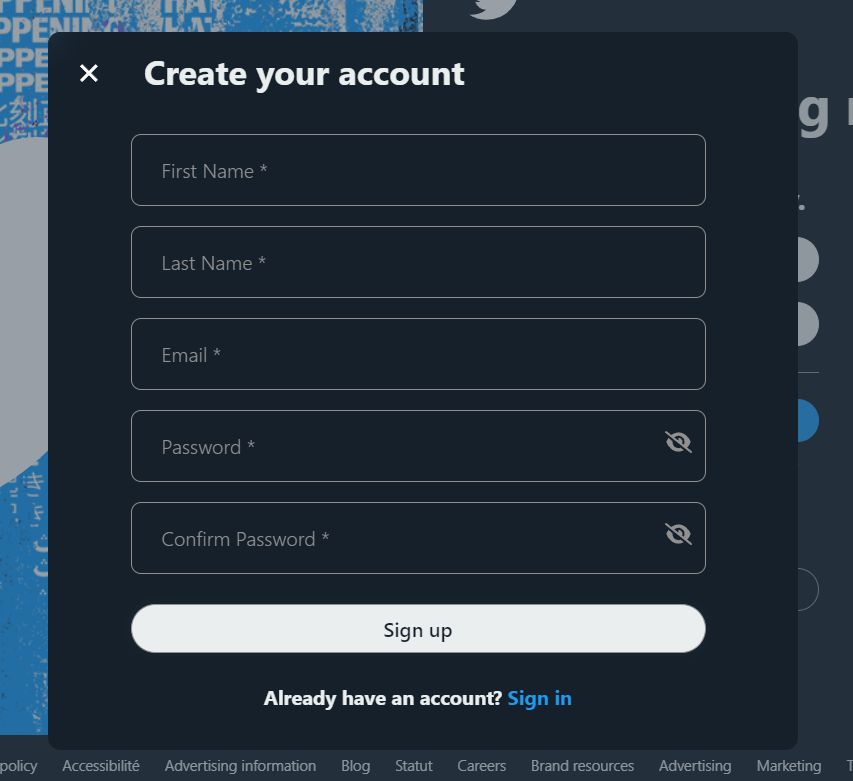 Create your account
First Name *
Last Name *
Email *
Password *
Confirm Password *
Sign up
Already have an account? Sign in
policy Accessibilité Advertising information Blog Statut Careers Brand resources Advertising Marketing